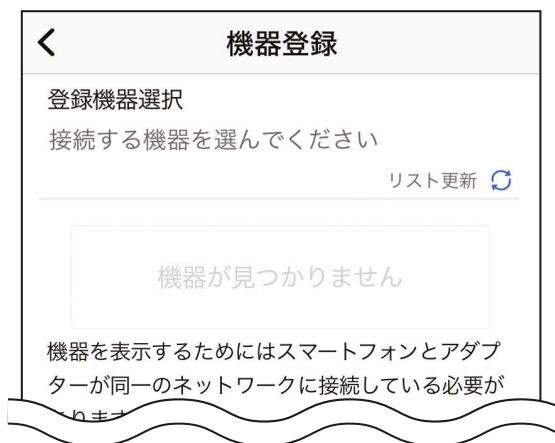 機器登録
登録機器選択
接続する機器を選んでください
リスト更新
機器が見つかりません
機器を表示するためにはスマートフォンとアダプ
ターが同一のネットワークに接続している必要が
あります